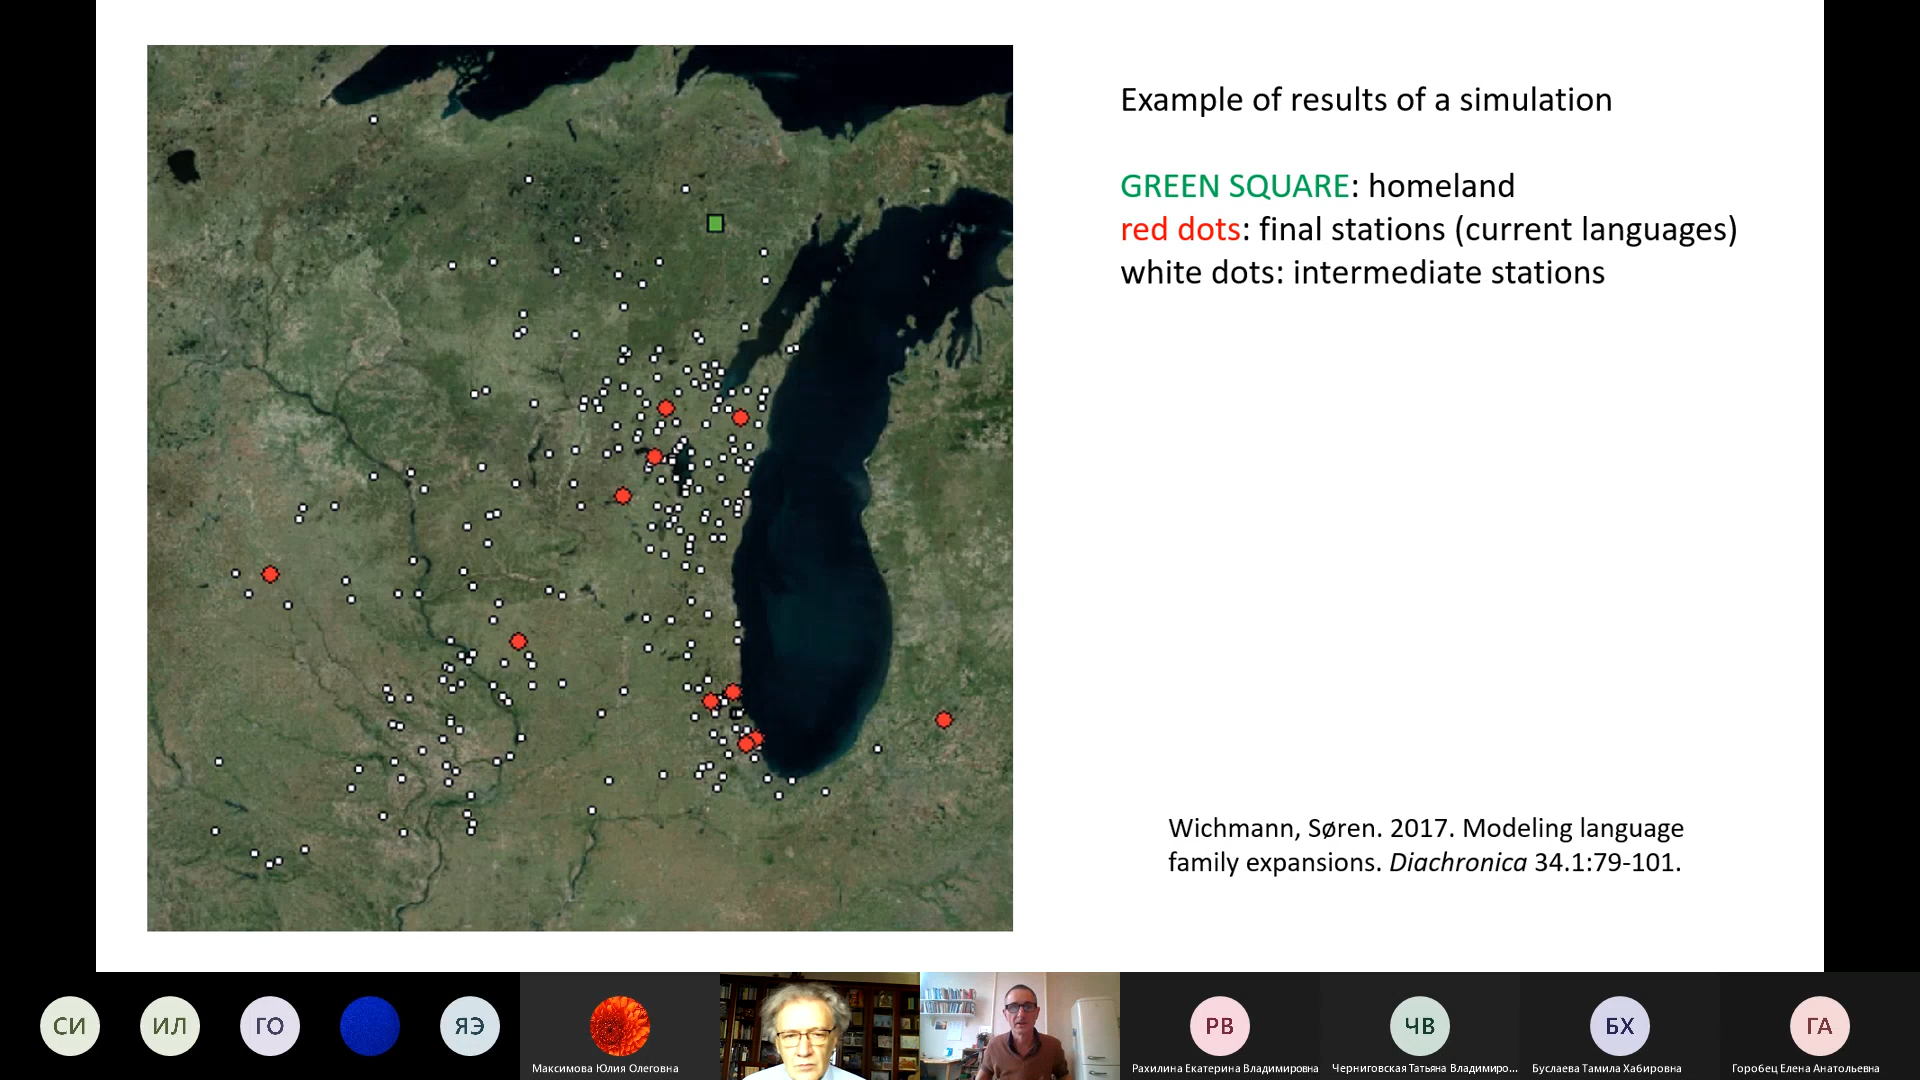 Example of results of a simulation
GREEN SQUARE: homeland
red dots: final stations (current languages)
white dots: intermediate stations
Wichmann, Søren. 2017. Modeling language
family expansions. Diachronica 34.1:79-101.
СИ
ИЛ
ГО
ЯЭ
Максимова Юлия Олеговна
РВ
Рахилина Екатерина Владимировна
ЧВ
Черниговская Татьяна Владимиро...
БХ
Буслаева Тамила Хабировна
ГА
Горобец Елена Анатольевна